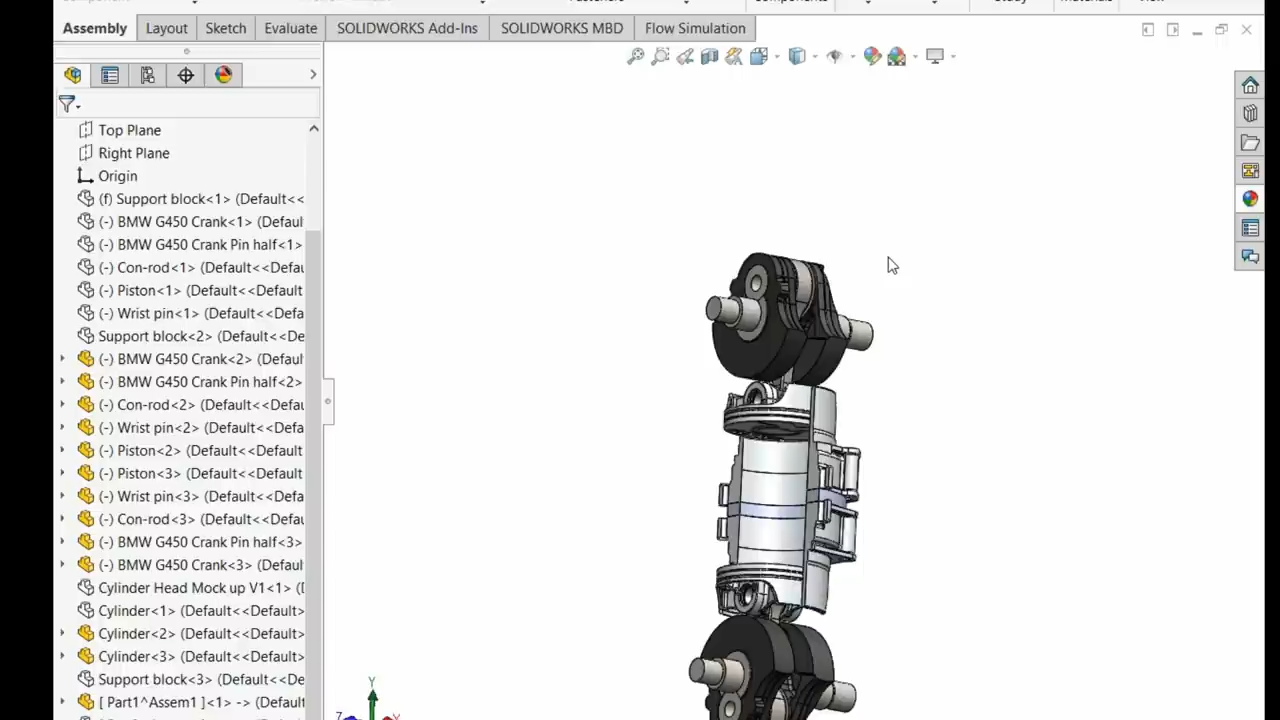 Assembly Layout Sketch Evaluate SOLIDWORKS Add-Ins SOLIDWORKS MBD Flow Simulation
Top Plane
Right Plane
Origin
(f) Support block<1> (Default<<
(-) BMW G450 Crank<1> (Defaul
(-) BMW G450 Crank Pin half<1>
(-) Con-rod<1> (Default<<Defau
(-) Piston<1> (Default<<Default
(-) Wrist pin<1> (Default<<Defa
Support block<2> (Default<<De
(-) BMW G450 Crank<2> (Defaul
(-) BMW G450 Crank Pin half<2>
(-) Con-rod<2> (Default<<Defau
(-) Wrist pin<2> (Default<<Defa
(-) Piston<2> (Default<<Default
(-) Piston<3> (Default<<Default
(-) Wrist pin<3> (Default<<Defa
(-) Con-rod<3> (Default<<Defau
(-) BMW G450 Crank Pin half<3>
(-) BMW G450 Crank<3> (Defaul
Cylinder Head Mock up V1<1> (
Cylinder<1> (Default<<Default>
Cylinder<2> (Default<<Default>
Cylinder<3> (Default<<Default>
Support block<3> (Default<<De
[ Part1^Assem1 ]<1> -> (Defaul
Y
Z